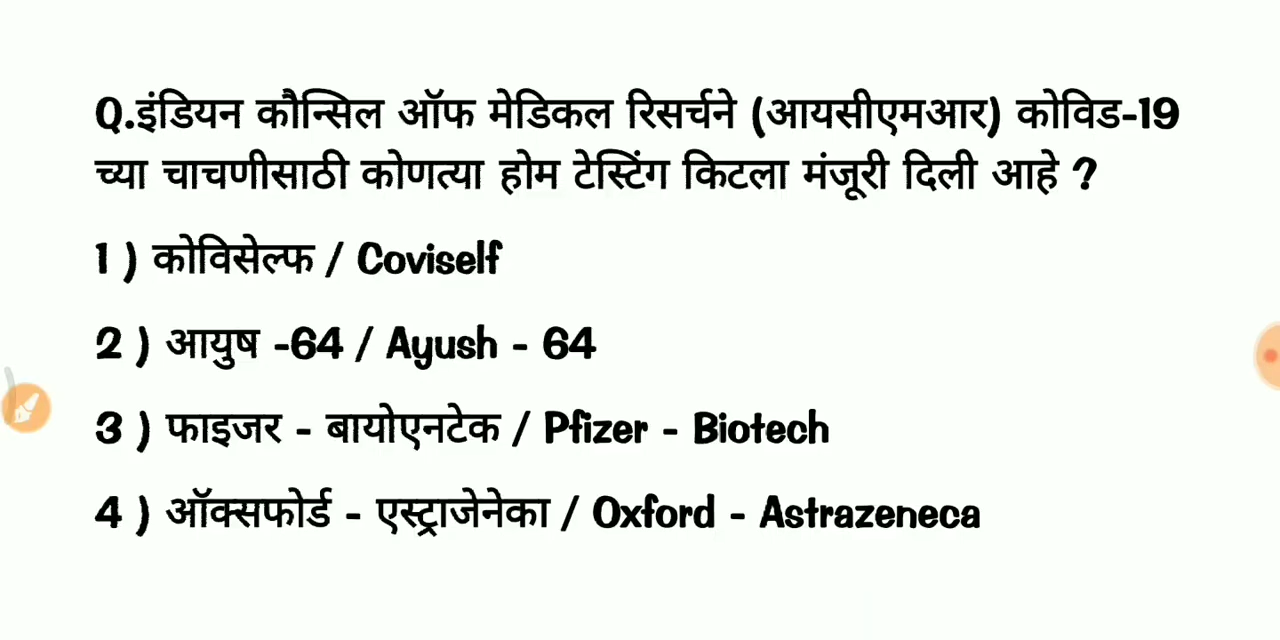 Q.इंडियन कौन्सिल ऑफ मेडिकल रिसर्चने (आयसीएमआर) कोविड-19
च्या चाचणीसाठी कोणत्या होम टेस्टिंग किटला मंजूरी दिली आहे ?
1 ) कोविसेल्फ / Coviself
2 ) आयुष -64 / Ayush - 64
3 ) फाइजर - बायोएनटेक / Pfizer - Biotech
4 ) ऑक्सफोर्ड - एस्ट्राजेनेका / Oxford - Astrazeneca